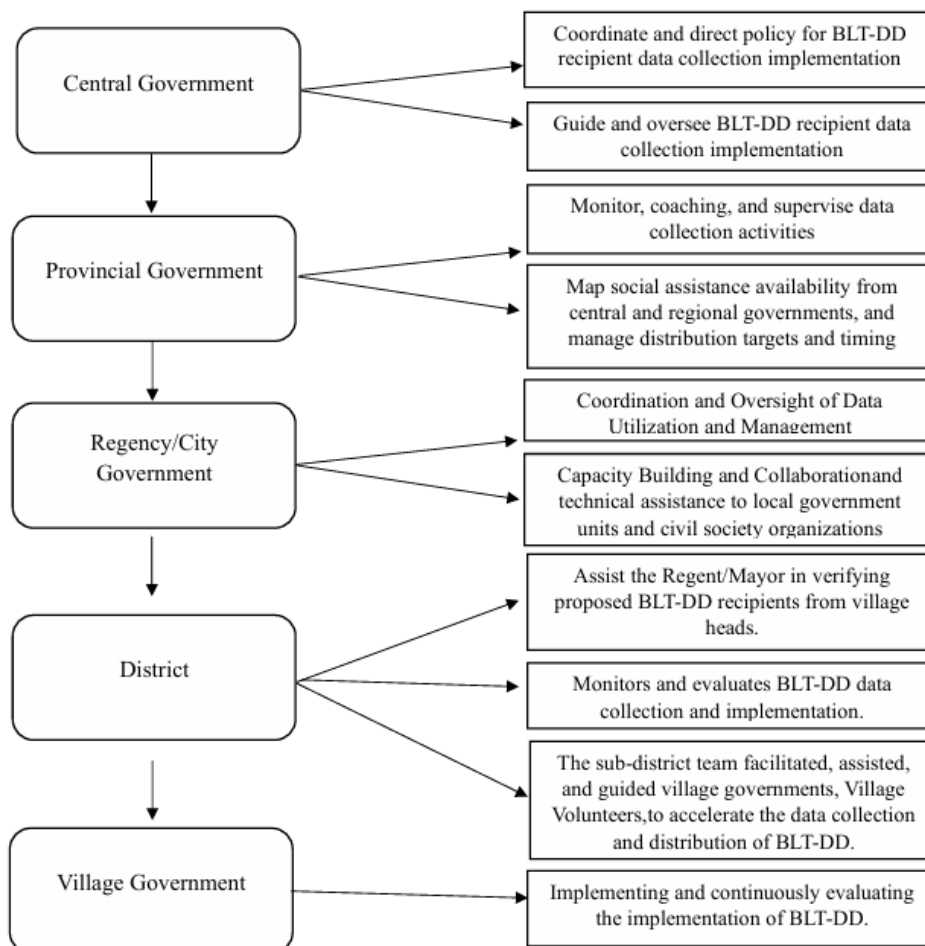 Central Government
Coordinate and direct policy for BLT-DD
recipient data collection implementation
Guide and oversee BLT-DD recipient data
collection implementation
Provincial Government
Monitor, coaching, and supervise data
collection activities
Map social assistance availability from
central and regional governments, and
manage distribution targets and timing
Regency/City
Government
Coordination and Oversight of Data
Utilization and Management
Capacity Building and Collaborationand
technical assistance to local government
units and civil society organizations
District
Assist the Regent/Mayor in verifying
proposed BLT-DD recipients from village
heads.
Monitors and evaluates BLT-DD data
collection and implementation.
The sub-district team facilitated, assisted,
and guided village governments, Village
Volunteers,to accelerate the data collection
and distribution of BLT-DD.
Village Government
Implementing and continuously evaluating
the implementation of BLT-DD.